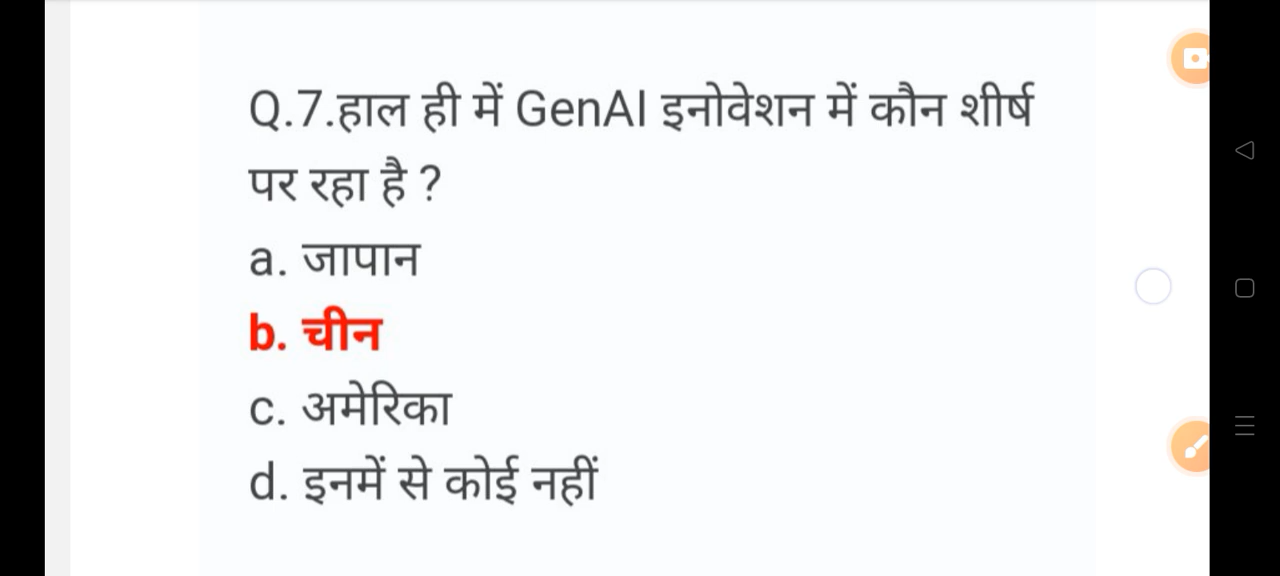 Q.7.हाल ही में GenAI इनोवेशन में कौन शीर्ष
पर रहा है ?
a. जापान
b. चीन
c. अमेरिका
d. इनमें से कोई नहीं